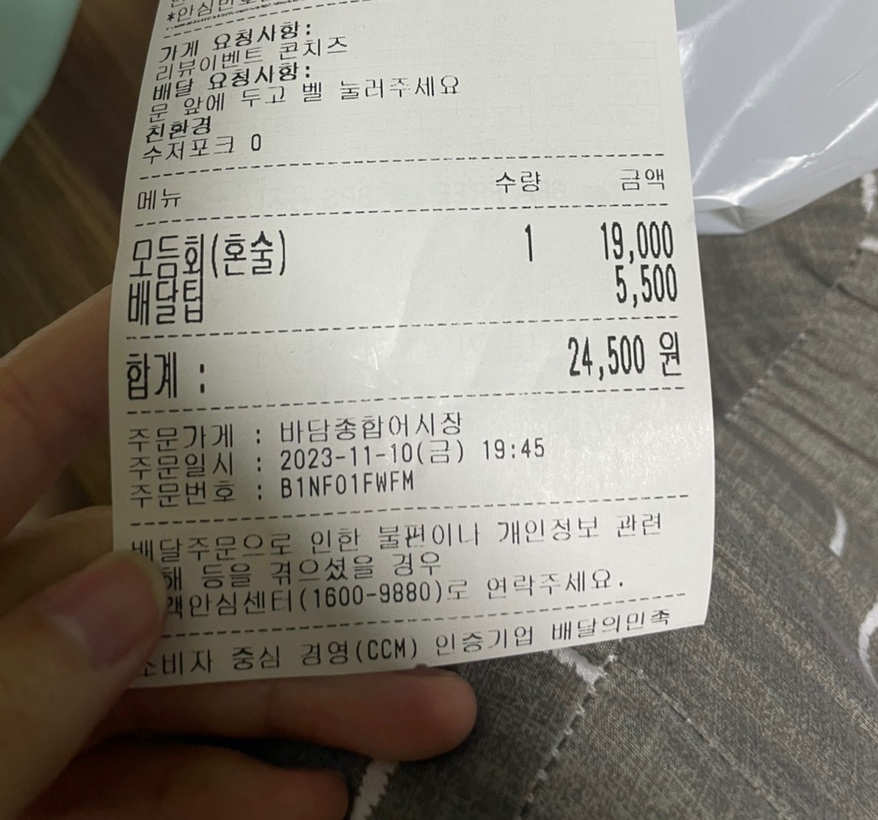 *안심번호
가게 요청사항:
리뷰이벤트 콘치즈
배달 요청사항:
문 앞에 두고 벨 눌러주세요
친환경
수저포크 0
메뉴 수량 금액
모듬회(혼술) 1 19,000
배달팁 5,500
합계 : 24,500 원
주문가게 : 바담종합어시장
주문일시 : 2023-11-10(금) 19:45
주문번호 : B1NF01FWFM
배달주문으로 인한 불편이나 개인정보 관련
해 등을 겪으셨을 경우
객안심센터(1600-9880)로 연락주세요.
소비자 중심 경영(CCM) 인증기업 배달의민족